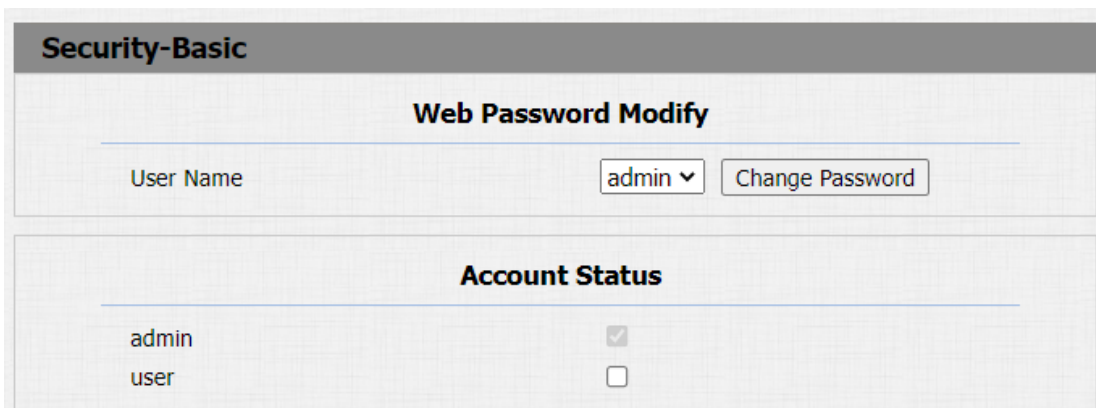 Security-Basic
Web Password Modify
User Name admin Change Password
Account Status
admin
user